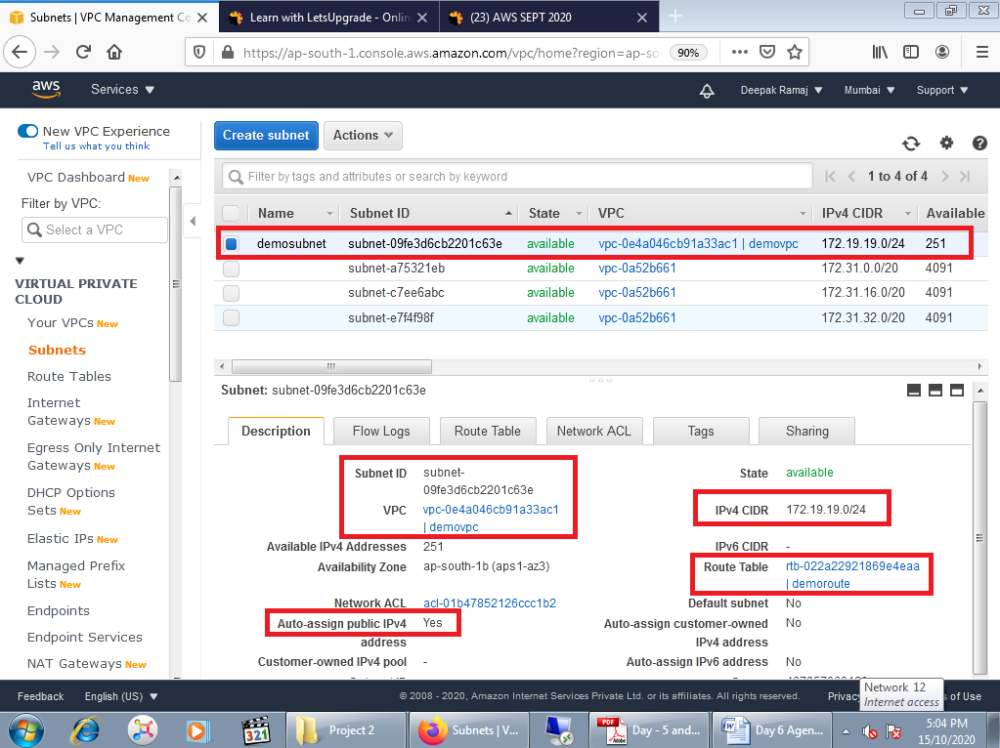 Subnets | VPC Management Co
Learn with LetsUpgrade - Onlin
(23) AWS SEPT 2020
https://ap-south-1.console.aws.amazon.com/vpc/home?region=ap-so
90%
aws
Services
Deepak Ramaj
Mumbai
Support
New VPC Experience
Tell us what you think
VPC Dashboard New
Filter by VPC:
Select a VPC
VIRTUAL PRIVATE
CLOUD
Your VPCs New
Subnets
Route Tables
Internet
Gateways New
Egress Only Internet
Gateways New
DHCP Options
Sets New
Elastic IPs New
Managed Prefix
Lists New
Endpoints
Endpoint Services
NAT Gateways New
Create subnet
Actions
Filter by tags and attributes or search by keyword
1 to 4 of 4
Name Subnet ID State VPC IPv4 CIDR Available
demosubnet subnet-09fe3d6cb2201c63e available vpc-0e4a046cb91a33ac1 | demovpc 172.19.19.0/24 251
subnet-a75321eb available vpc-0a52b661 172.31.0.0/20 4091
subnet-c7ee6abc available vpc-0a52b661 172.31.16.0/20 4091
subnet-e7f4f98f available vpc-0a52b661 172.31.32.0/20 4091
Subnet: subnet-09fe3d6cb2201c63e
Description Flow Logs Route Table Network ACL Tags Sharing
Subnet ID subnet-
09fe3d6cb2201c63e
VPC vpc-0e4a046cb91a33ac1
| demovpc
Available IPv4 Addresses 251
Availability Zone ap-south-1b (aps1-az3)
Network ACL acl-01b47852126ccc1b2
Auto-assign public IPv4 Yes
address
Customer-owned IPv4 pool -
State available
IPv4 CIDR 172.19.19.0/24
IPv6 CIDR -
Route Table rtb-022a22921869e4eaa
| demoroute
Default subnet No
Auto-assign customer-owned No
IPv4 address
Auto-assign IPv6 address No
Feedback
English (US)
© 2008 - 2020, Amazon Internet Services Private Ltd. or its affiliates. All rights reserved.
Privacy
s of Use
Network 12
Internet access
321
Project 2
Subnets | V...
PDF
Adobe
Day - 5 and...
Day 6 Agen...
5:04 PM
15/10/2020